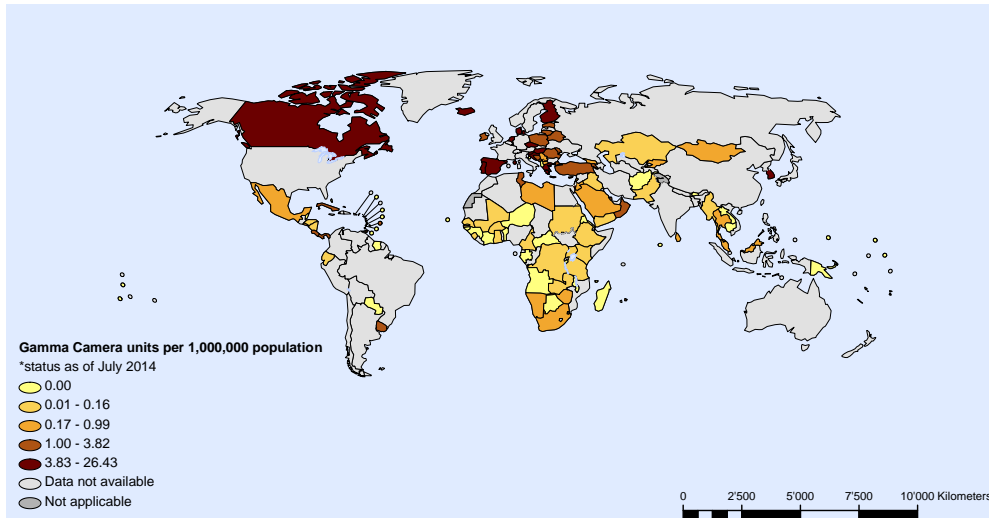 Gamma Camera units per 1,000,000 population
*status as of July 2014
0.00
0.01 - 0.16
0.17 - 0.99
1.00 - 3.82
3.83 - 26.43
Data not available
Not applicable
0 2'500 5'000 7'500 10'000 Kilometers